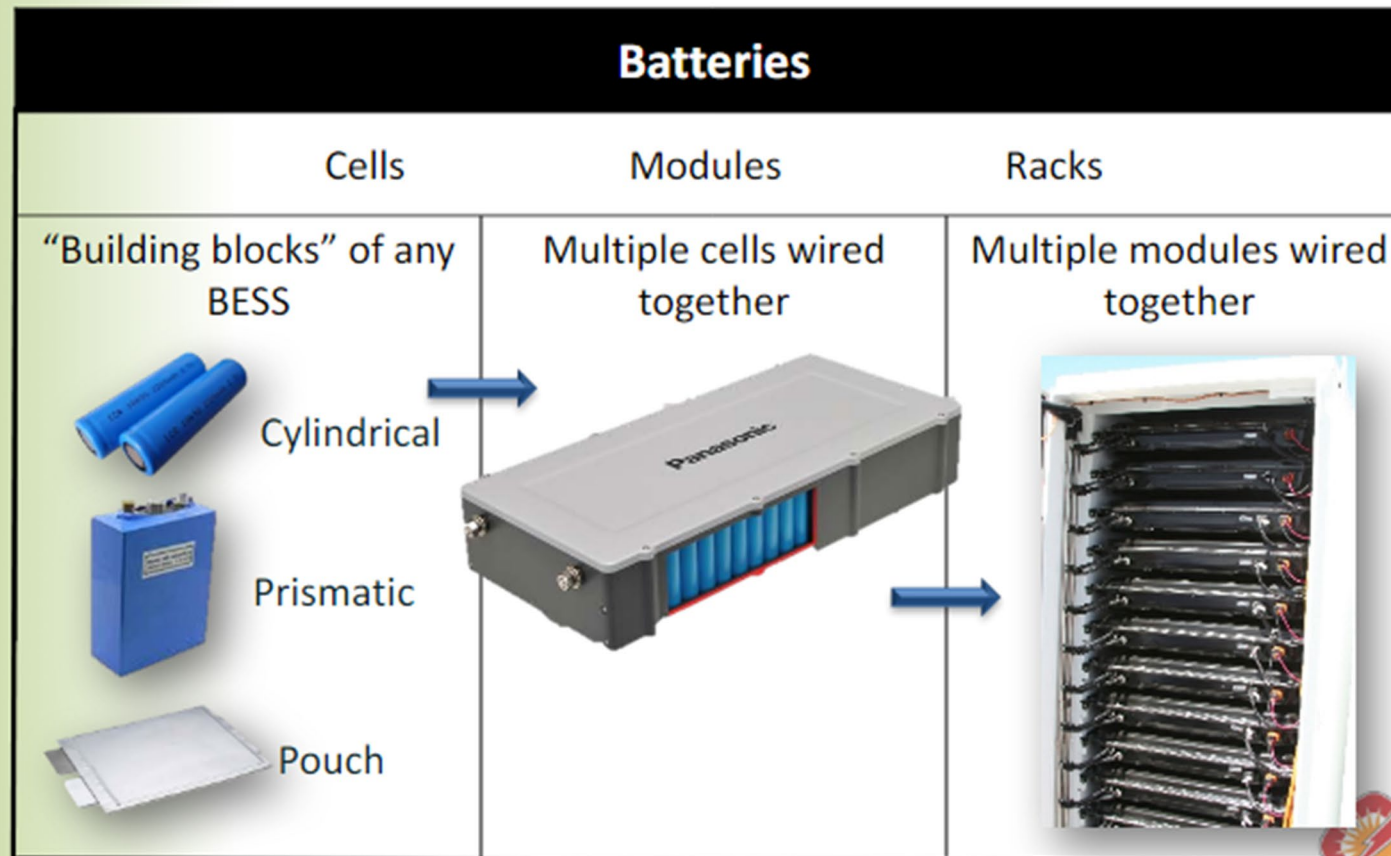 Batteries
Cells
Modules
Racks
“Building blocks” of any
BESS
Multiple cells wired
together
Multiple modules wired
together
Cylindrical
Panasonic
Prismatic
Pouch